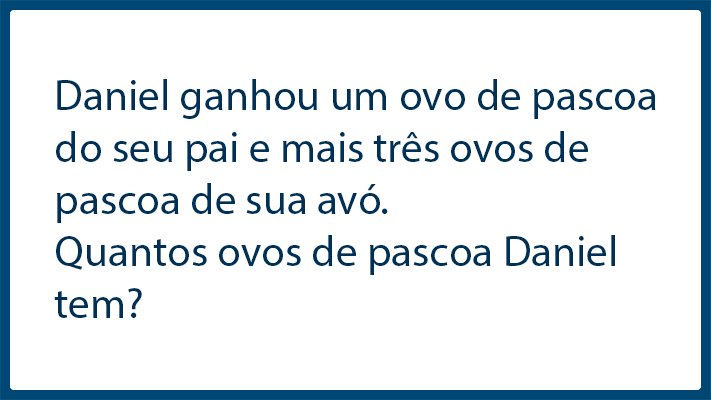 Daniel ganhou um ovo de pascoa
do seu pai e mais três ovos de
pascoa de sua avó.
Quantos ovos de pascoa Daniel
tem?